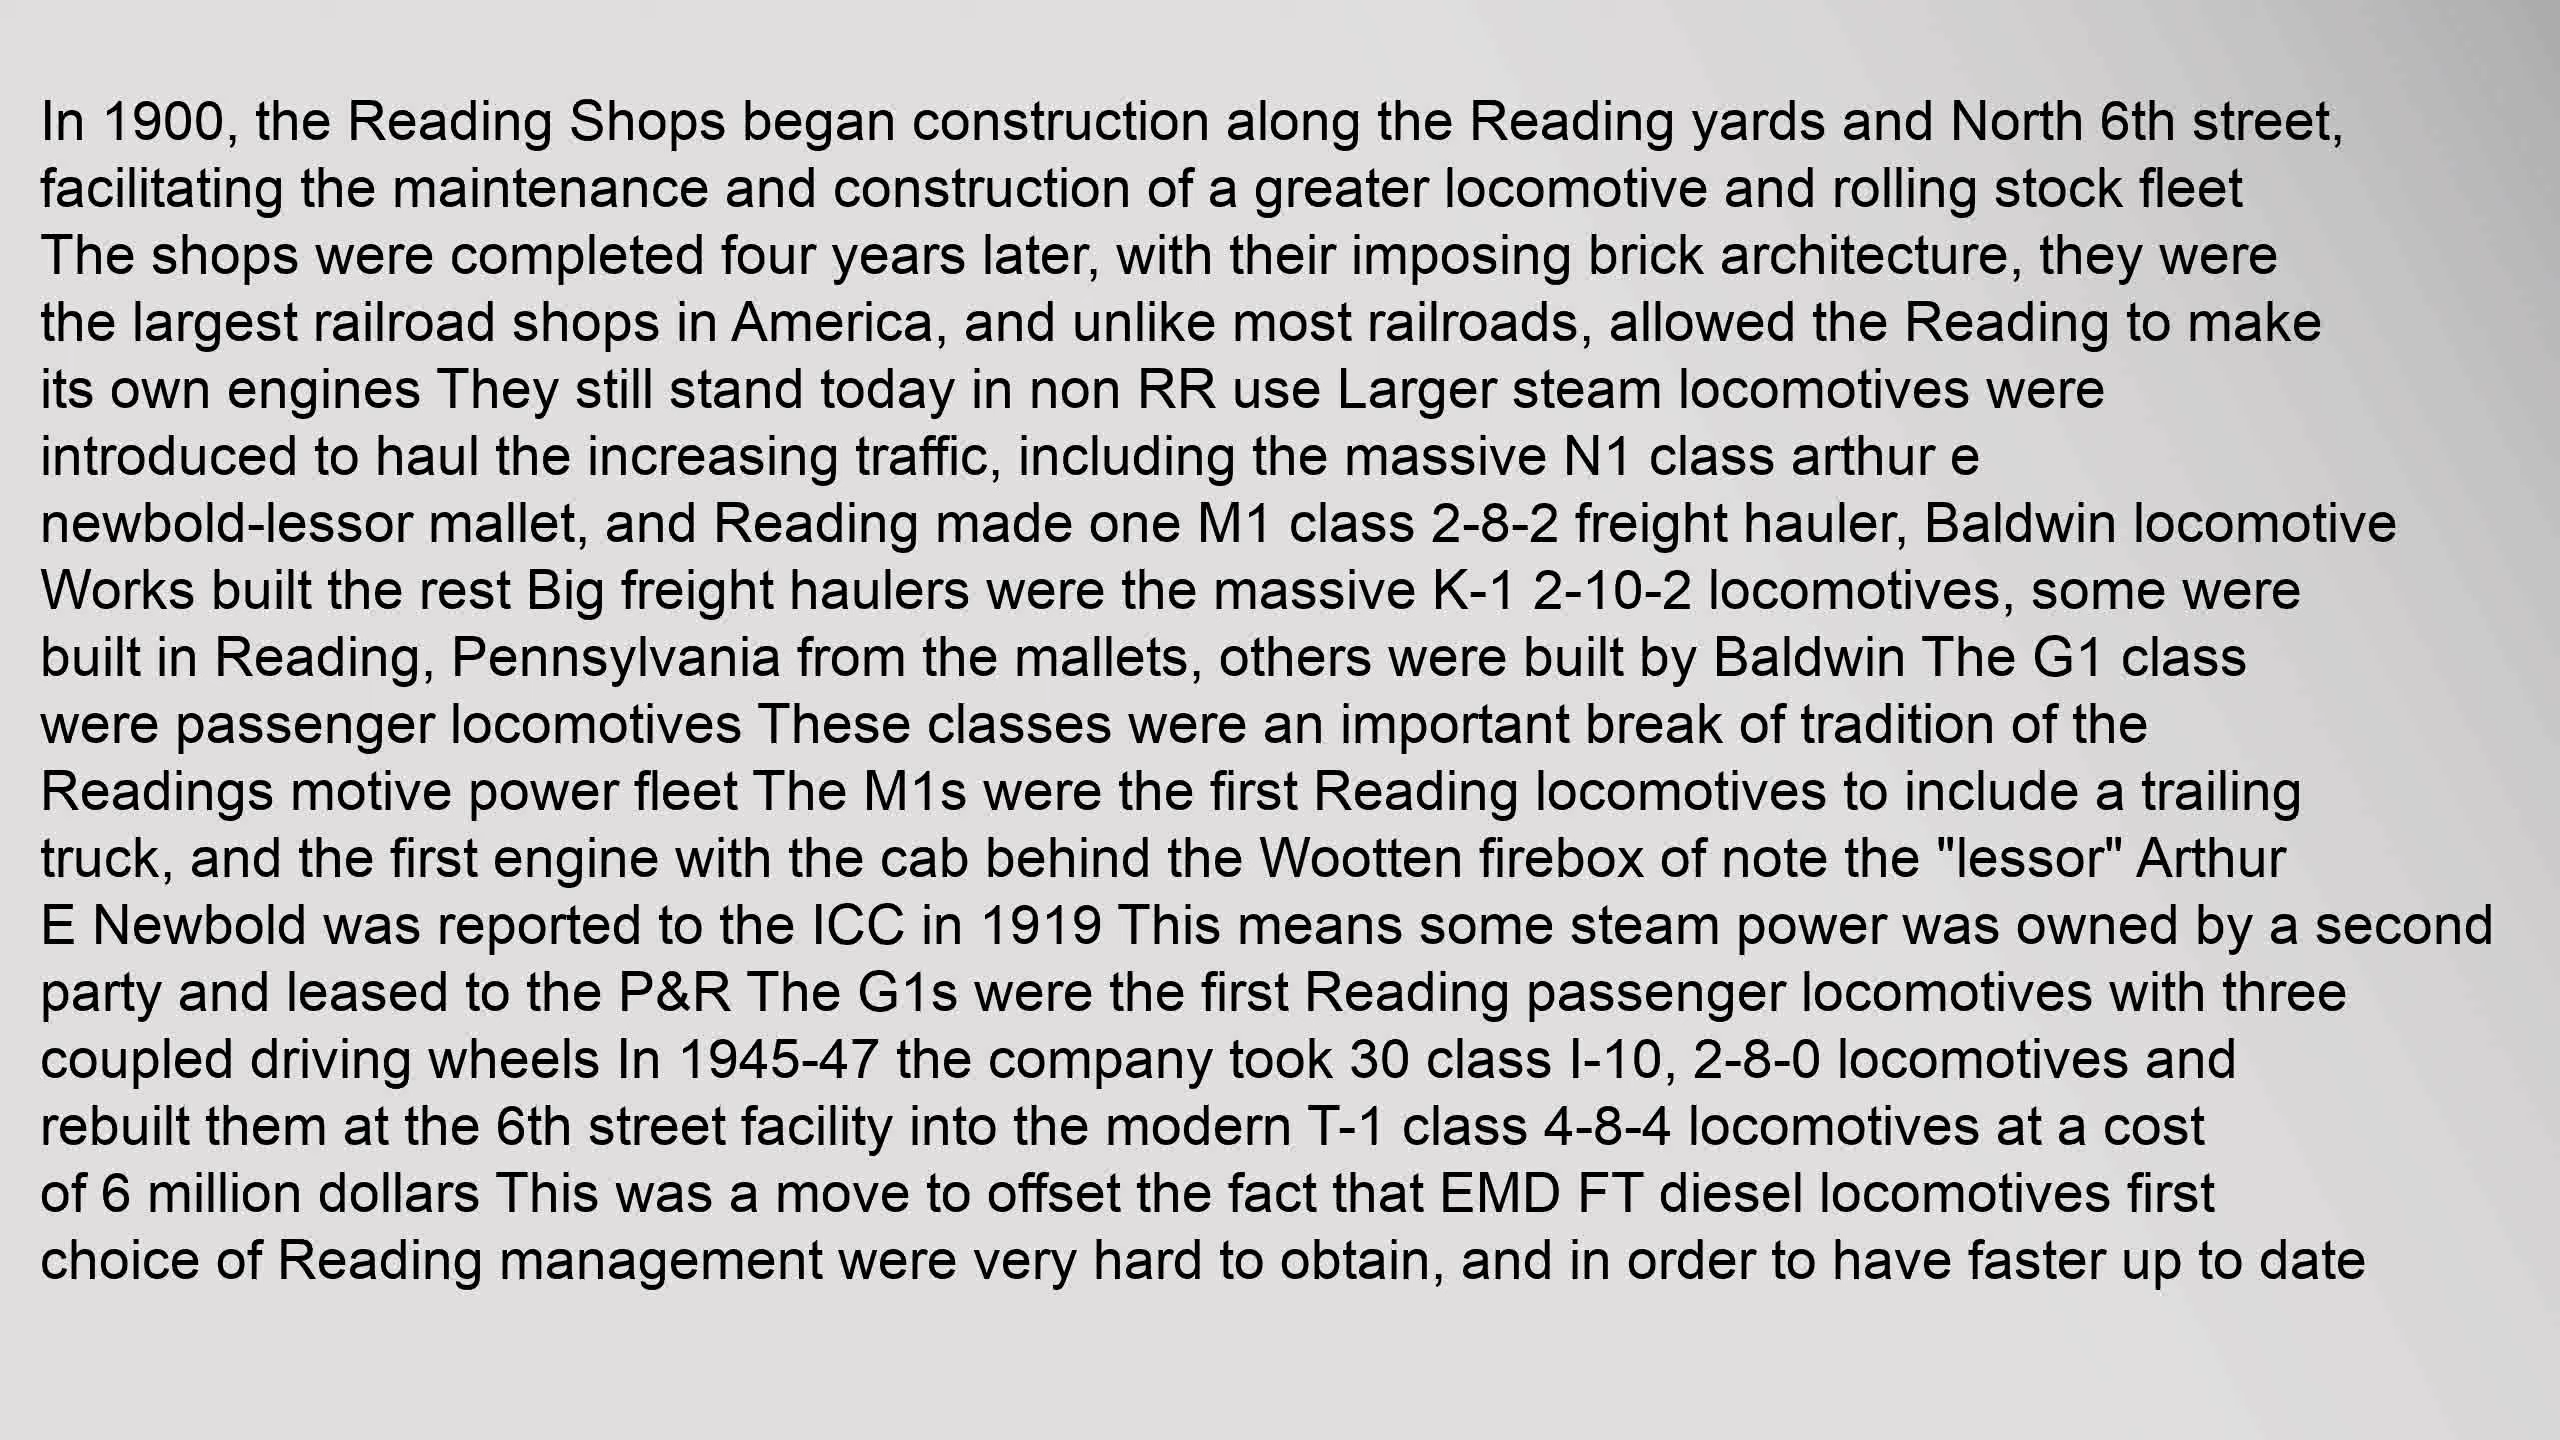 In 1900, the Reading Shops began construction along the Reading yards and North 6th street,
facilitating the maintenance and construction of a greater locomotive and rolling stock fleet
The shops were completed four years later, with their imposing brick architecture, they were
the largest railroad shops in America, and unlike most railroads, allowed the Reading to make
its own engines They still stand today in non RR use Larger steam locomotives were
introduced to haul the increasing traffic, including the massive N1 class arthur e
newbold-lessor mallet, and Reading made one M1 class 2-8-2 freight hauler, Baldwin locomotive
Works built the rest Big freight haulers were the massive K-1 2-10-2 locomotives, some were
built in Reading, Pennsylvania from the mallets, others were built by Baldwin The G1 class
were passenger locomotives These classes were an important break of tradition of the
Readings motive power fleet The M1s were the first Reading locomotives to include a trailing
truck, and the first engine with the cab behind the Wootten firebox of note the "lessor" Arthur
E Newbold was reported to the ICC in 1919 This means some steam power was owned by a second
party and leased to the P&R The G1s were the first Reading passenger locomotives with three
coupled driving wheels In 1945-47 the company took 30 class I-10, 2-8-0 locomotives and
rebuilt them at the 6th street facility into the modern T-1 class 4-8-4 locomotives at a cost
of 6 million dollars This was a move to offset the fact that EMD FT diesel locomotives first
choice of Reading management were very hard to obtain, and in order to have faster up to date